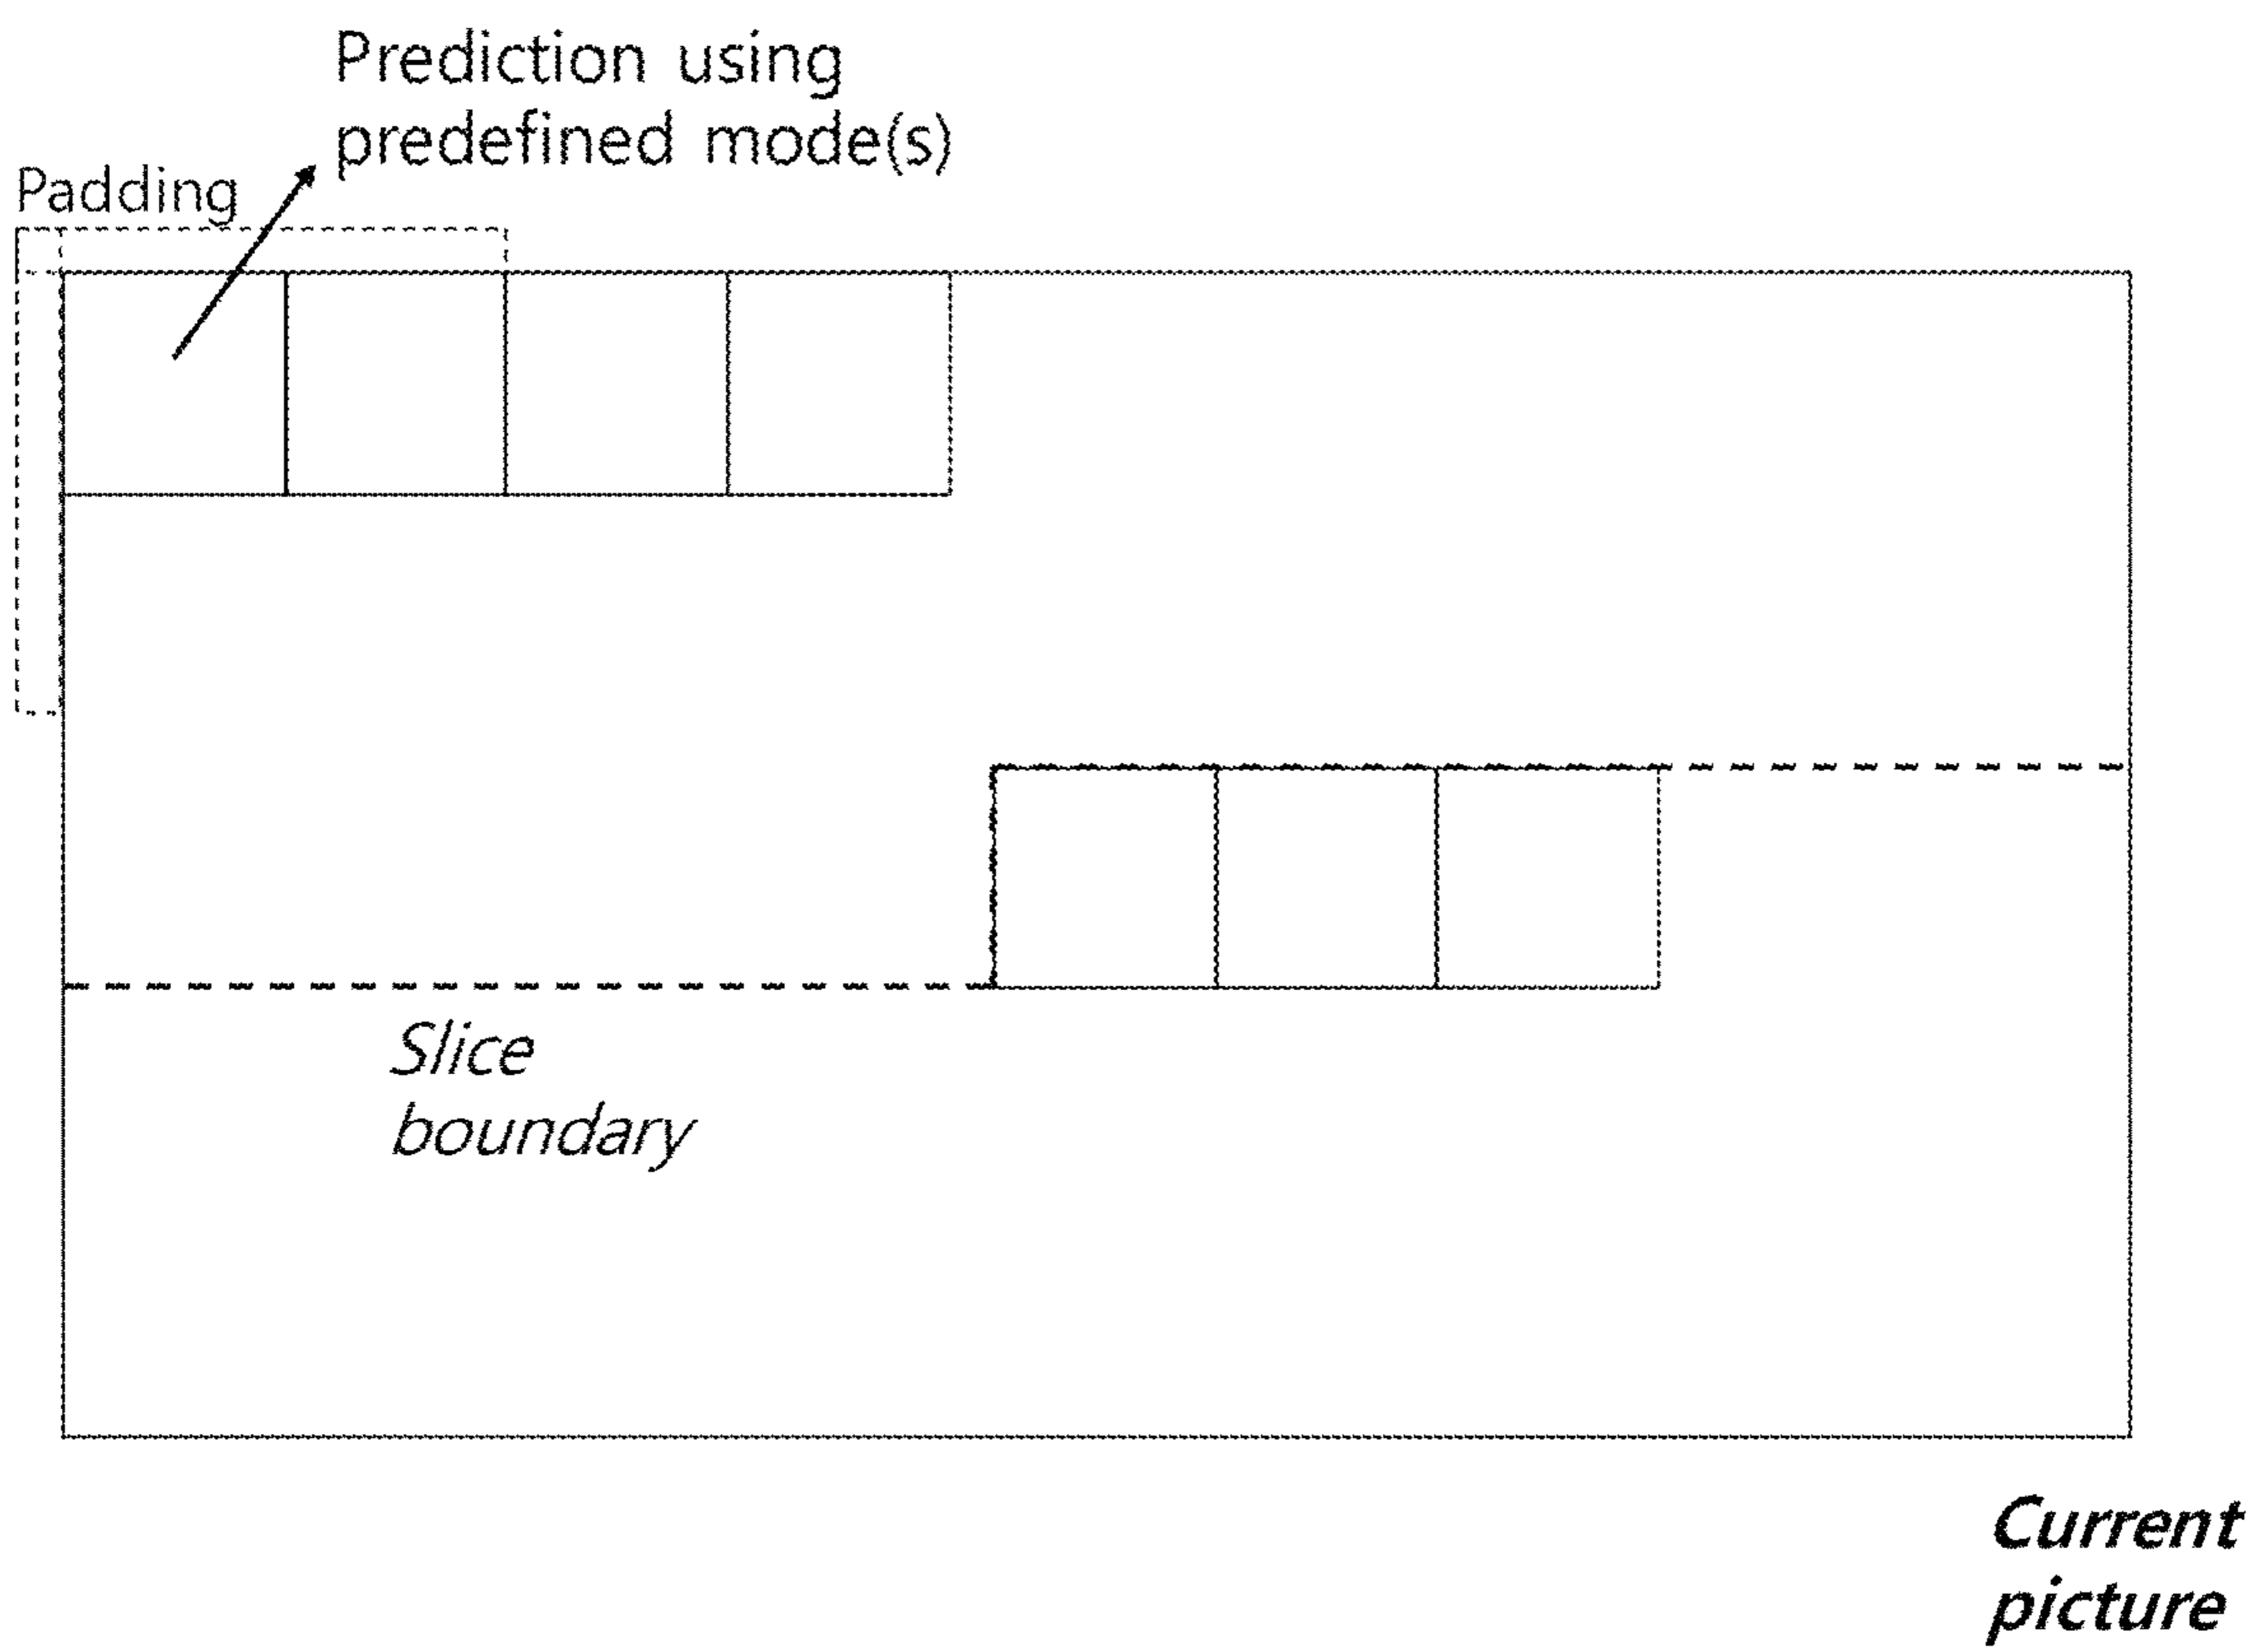 Prediction using
predefined mode(s)
Padding
Slice
boundary
Current
picture